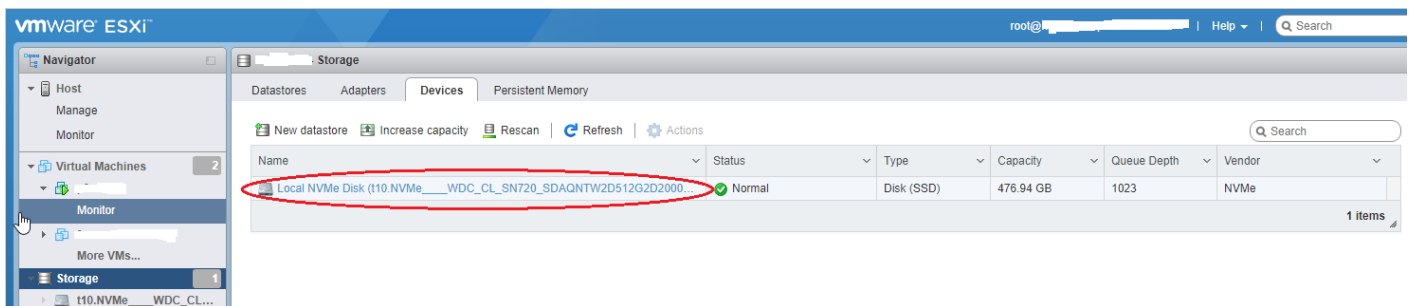 vmware ESXi™
root@
Help
Search
Navigator
Storage
Host
Manage
Monitor
Virtual Machines
2
Monitor
More VMs...
Storage
1
t10.NVMe____WDC_CL...
Datastores Adapters Devices Persistent Memory
New datastore Increase capacity Rescan Refresh Actions
Search
Name Status Type Capacity Queue Depth Vendor
Local NVMe Disk (t10.NVMe____WDC_CL_SN720_SDAQNTW2D512G2D2000... Normal Disk (SSD) 476.94 GB 1023 NVMe
1 items